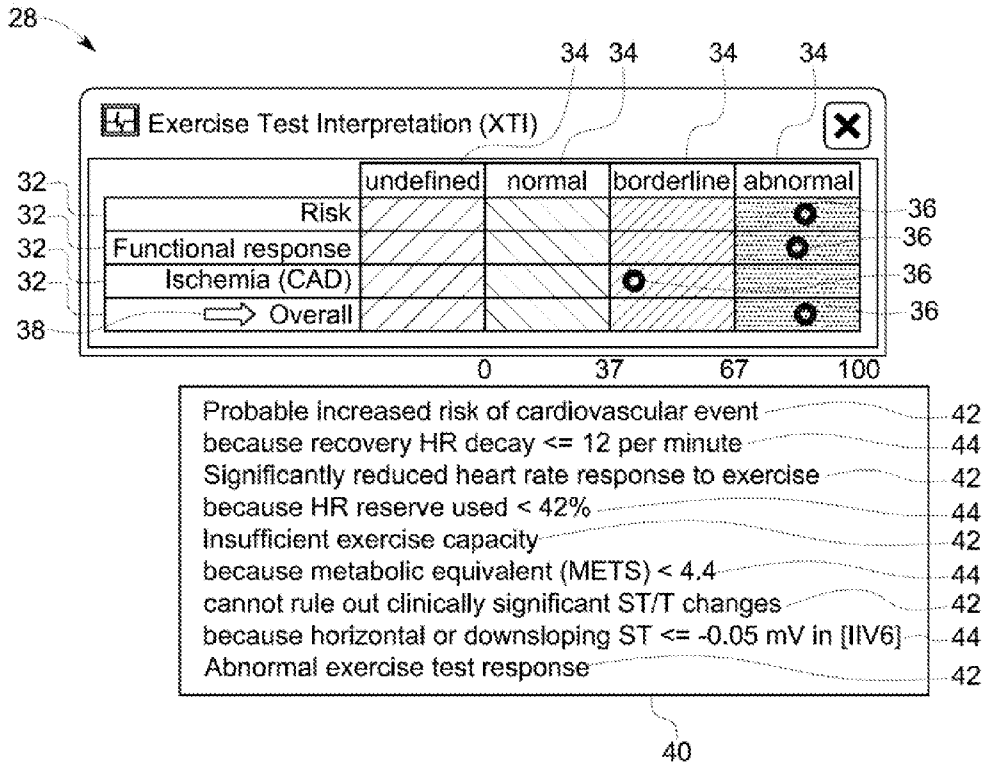 28
34 34 34 34
Exercise Test Interpretation (XTI)
undefined normal borderline abnormal
32 Risk 36
32 Functional response 36
32 Ischemia (CAD) 36
32 Overall 36
38
0 37 67 100
Probable increased risk of cardiovascular event 42
because recovery HR decay <= 12 per minute 44
Significantly reduced heart rate response to exercise 42
because HR reserve used < 42% 44
Insufficient exercise capacity 42
because metabolic equivalent (METS) < 4.4 44
cannot rule out clinically significant ST/T changes 42
because horizontal or downsloping ST <= -0.05 mV in [IIV6] 44
Abnormal exercise test response 42
40